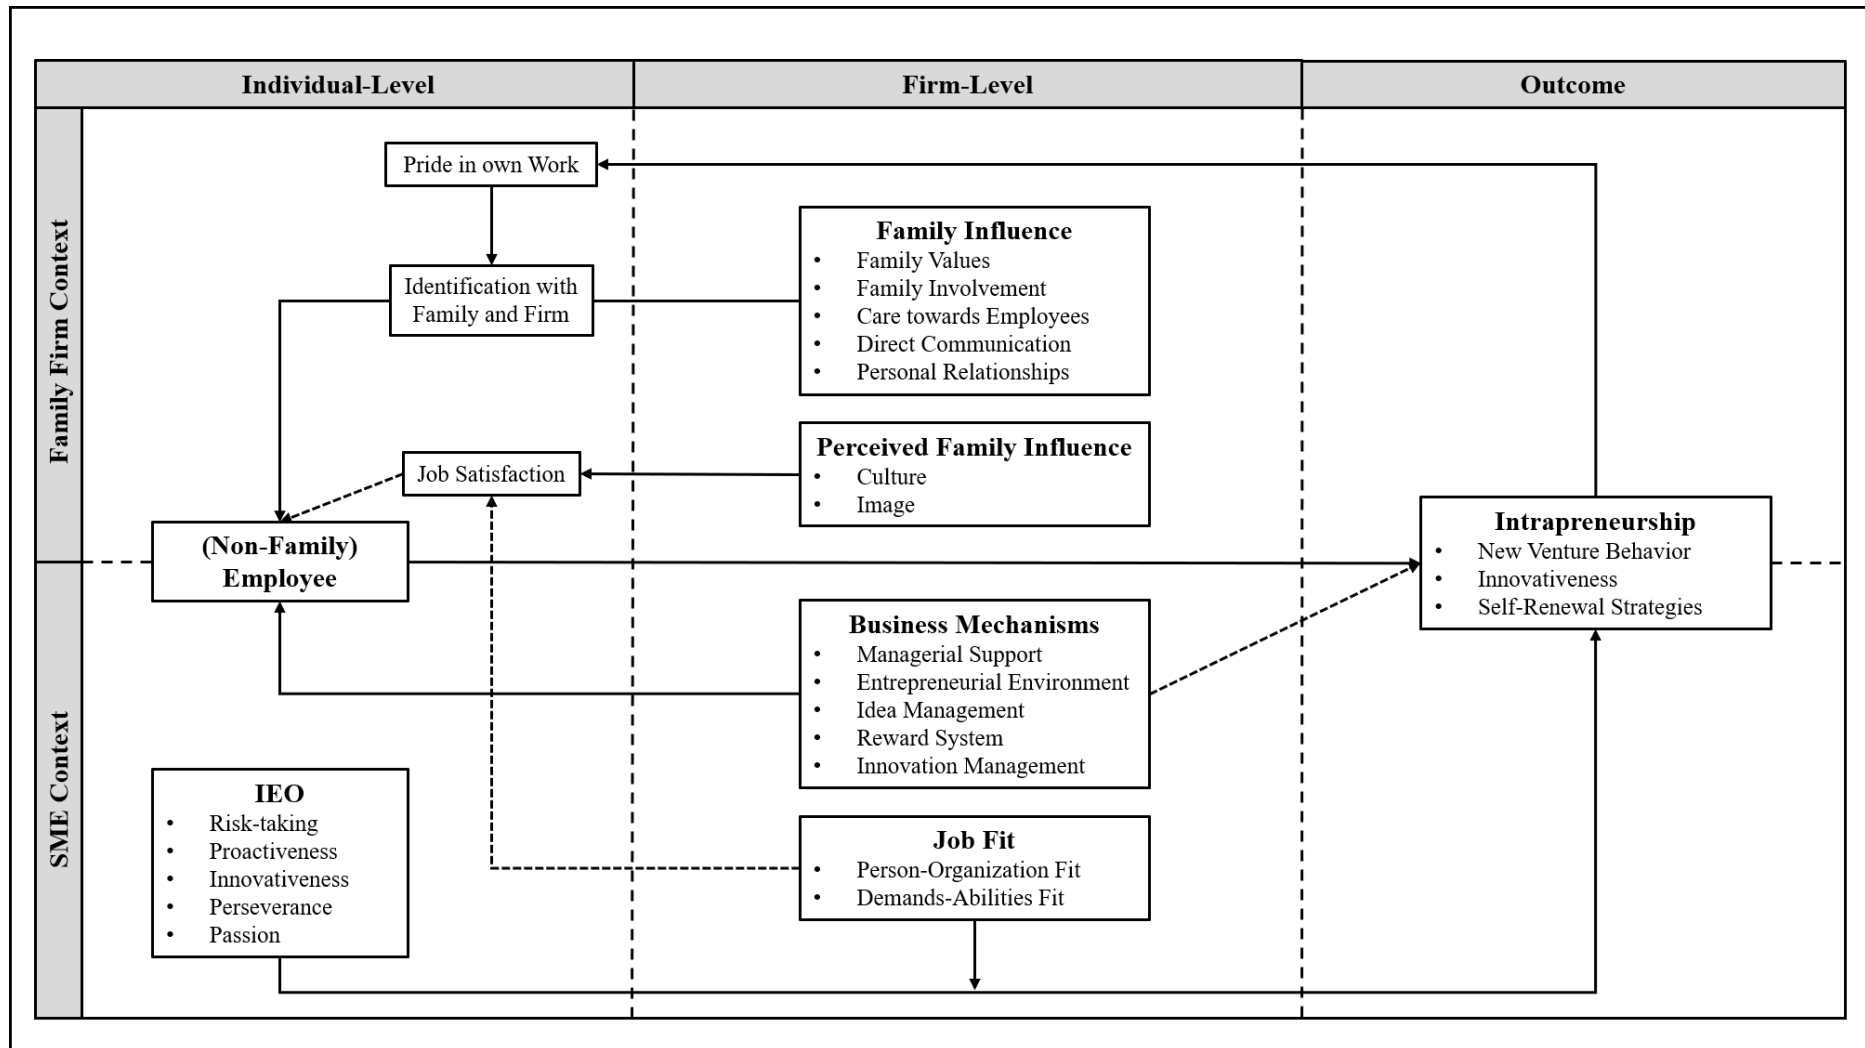 Individual-Level
Firm-Level
Outcome
Family Firm Context
Pride in own Work
Identification with
Family and Firm
Family Influence
• Family Values
• Family Involvement
• Care towards Employees
• Direct Communication
• Personal Relationships
Job Satisfaction
Perceived Family Influence
• Culture
• Image
(Non-Family)
Employee
Intrapreneurship
• New Venture Behavior
• Innovativeness
• Self-Renewal Strategies
SME Context
Business Mechanisms
• Managerial Support
• Entrepreneurial Environment
• Idea Management
• Reward System
• Innovation Management
IEO
• Risk-taking
• Proactiveness
• Innovativeness
• Perseverance
• Passion
Job Fit
• Person-Organization Fit
• Demands-Abilities Fit